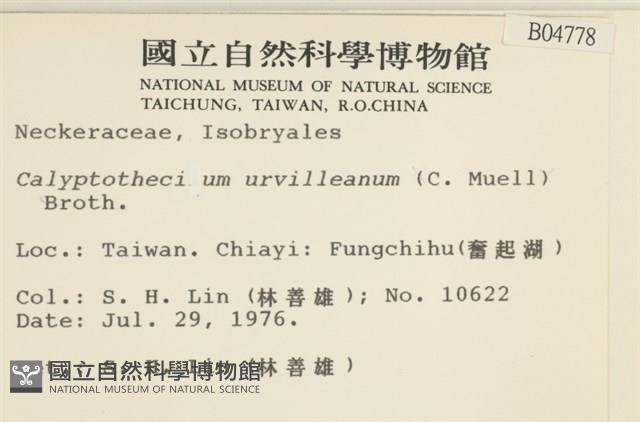 B04778
國立自然科學博物館
NATIONAL MUSEUM OF NATURAL SCIENCE
TAICHUNG, TAIWAN, R.O.CHINA
Neckeraceae, Isobryales
Calyptotheci um urvilleanum (C. Muell)
Broth.
Loc.: Taiwan. Chiayi: Fungchihu(奮起湖)
Col.: S. H. Lin (林善雄); No. 10622
Date: Jul. 29, 1976.
(林善雄)
國立自然科學博物館
NATIONAL MUSEUM OF NATURAL SCIENCE